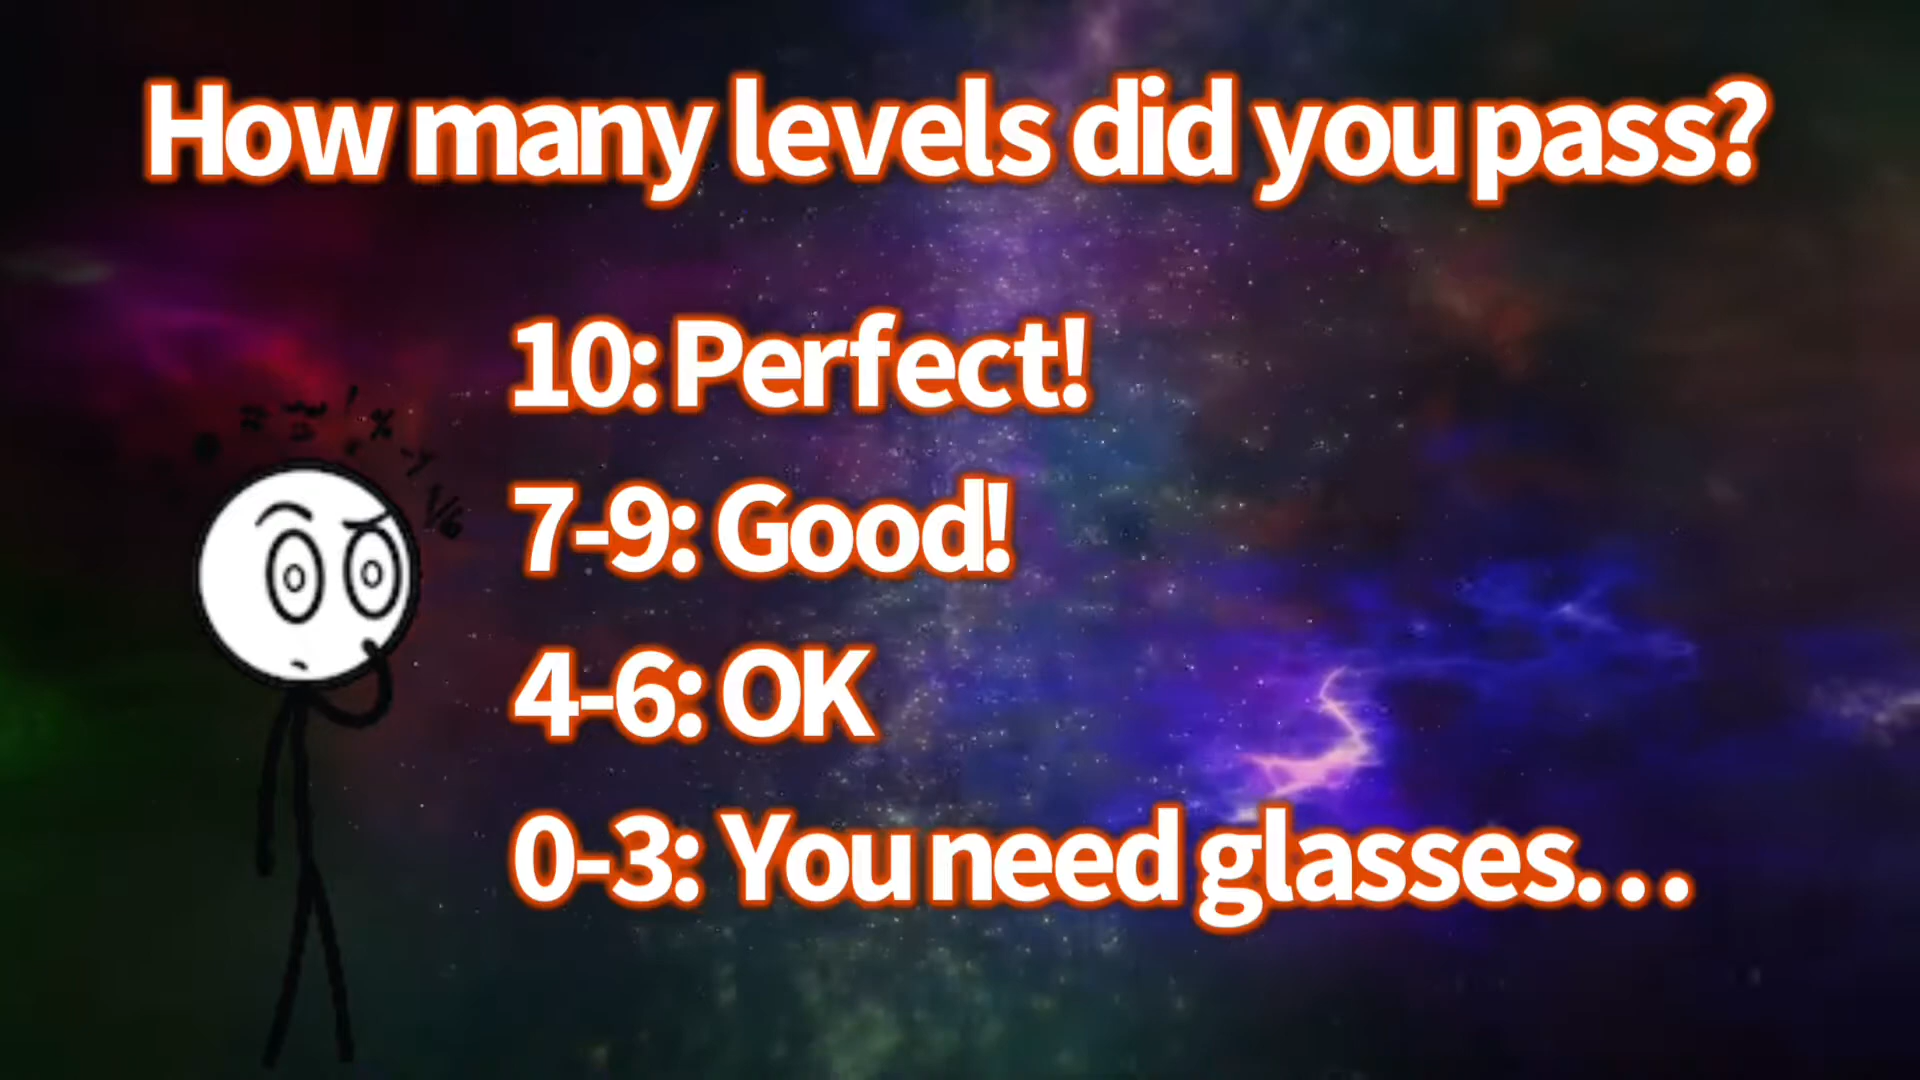 How many levels did you pass?
10: Perfect!
7-9: Good!
4-6: OK
0-3: You need glasses...